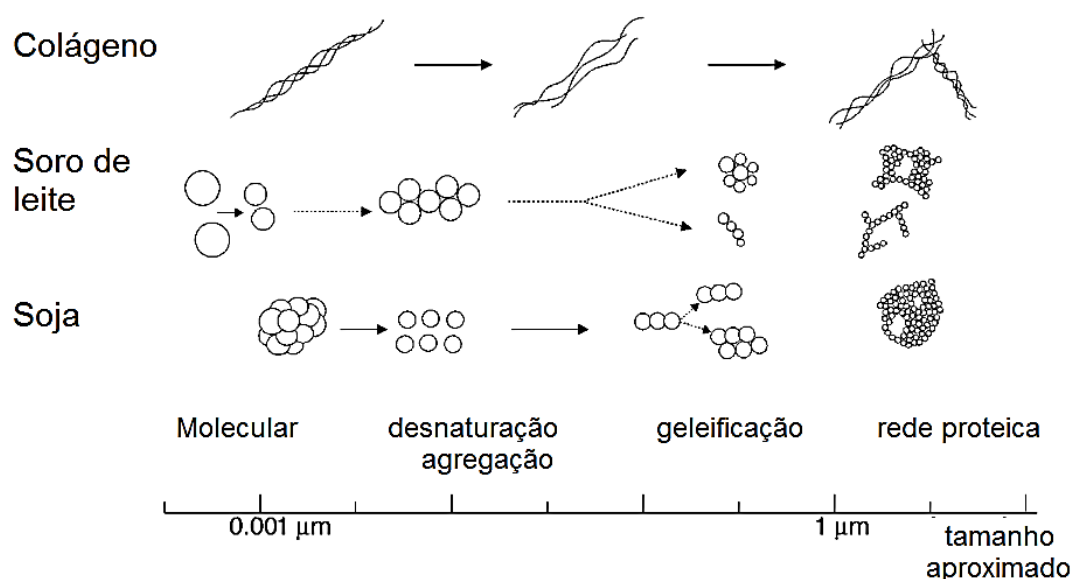 Colágeno
Soro de
leite
Soja
Molecular
desnaturação
agregação
geleificação
rede proteica
0.001 µm
1 µm
tamanho
aproximado